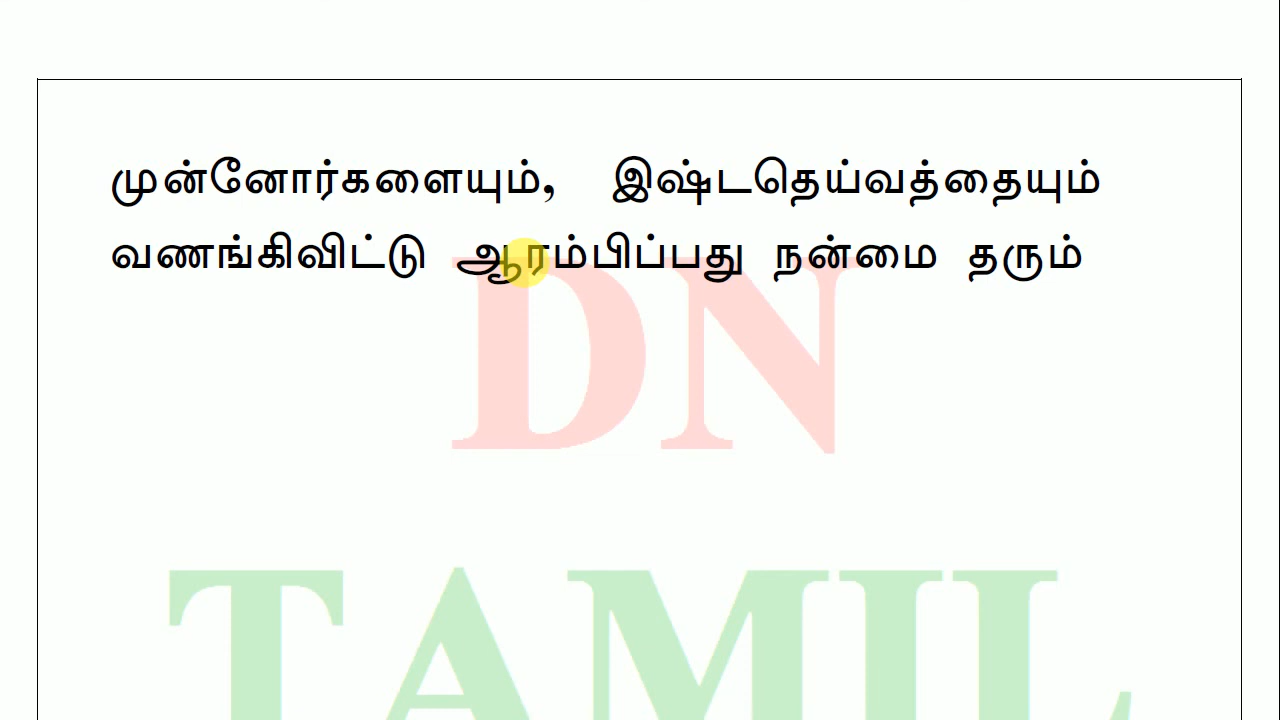 முன்னோர்களையும், இஷ்டதெய்வத்தையும்
வணங்கிவிட்டு ஆரம்பிப்பது நன்மை தரும்
DN
TAMIL